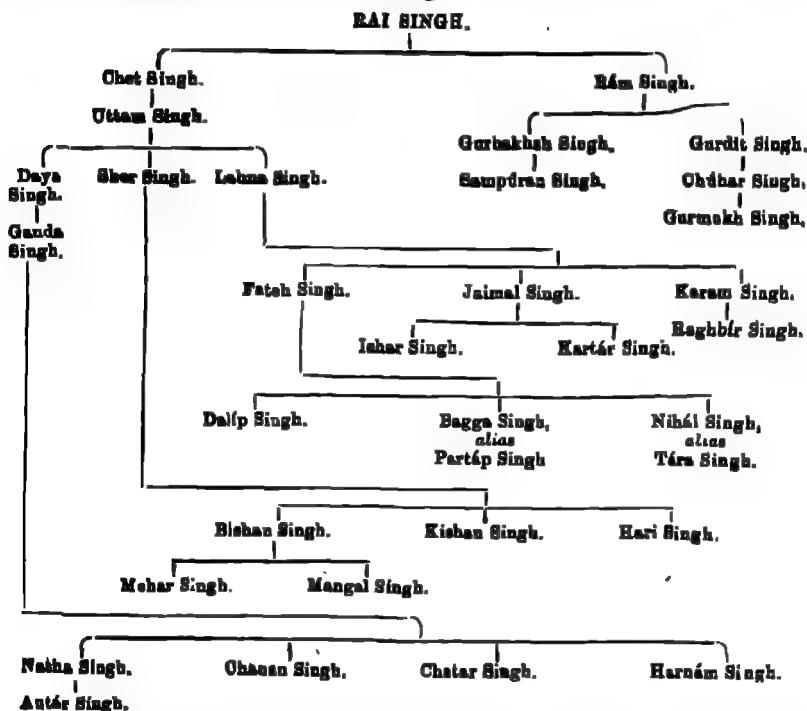 RAI SINGH.
Chet Singh. Rám Singh.
Uttam Singh.
Gurbakhsh Singh. Gurdit Singh.
Daya Singh. Sher Singh. Lehna Singh. Sampúran Singh. Chúhar Singh.
Ganda Singh. Gurmukh Singh.
Fateh Singh. Jaimal Singh. Karam Singh.
Ishar Singh. Kartár Singh. Raghbír Singh.
Dalíp Singh. Bagga Singh, Nihál Singh,
alias alias
Partáp Singh Tára Singh.
Bishan Singh. Kishan Singh. Hari Singh.
Mehar Singh. Mangal Singh.
Natha Singh. Chanan Singh. Chatar Singh. Harnám Singh.
Autár Singh.